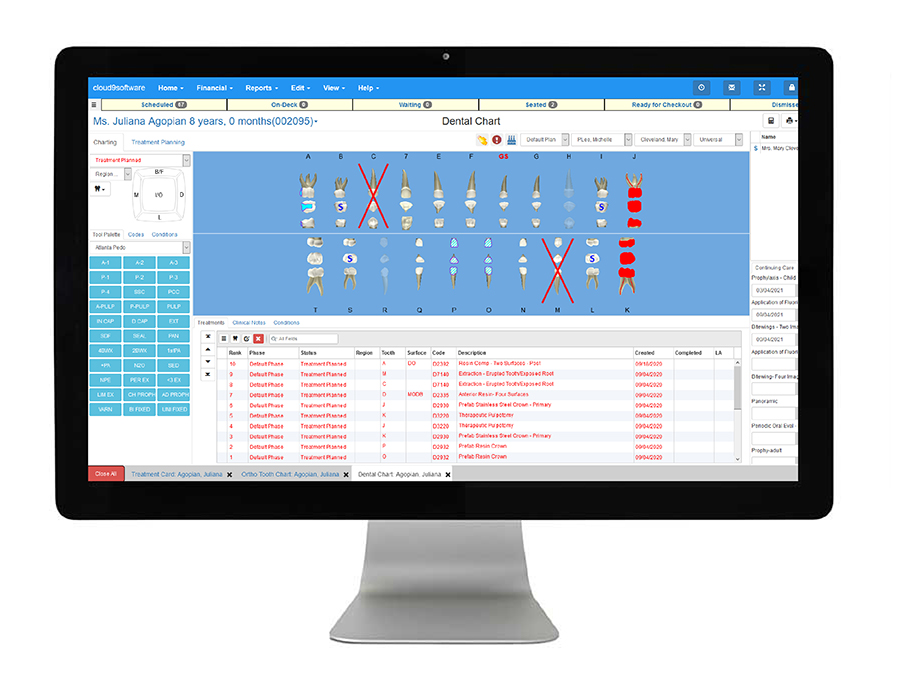 cloud9software Home Financial Reports Edit View Help
Scheduled 67 On-Deck 0 Waiting 0 Seated 2 Ready for Checkout 0 Dismisse
Ms. Juliana Agopian 8 years, 0 months(002095) Dental Chart
Charting Treatment Planning
Default Plan Cleveland, Mary Universal
Name
S Mrs. Mary Cleve
Treatment Planned
Region...
B/F
M I/O D
L
A B C 7 E F G$ G H I J
S S
S S
T S R Q P O N M L K
Tool Palette Codes Conditions
Atlanta Pedo
A-1 A-2 A-3
P-1 P-2 P-3
P-4 SSC
A-PULP P-PULP PULP
IN CAP D CAP EXT
SDF SEAL PAN
4BWX 2BWX
+PA N2O SED
NPE PER EX <3 EX
LIM EX CH PROPH AD PROPH
VARN BI FIXED UNI FIXED
Treatments Clinical Notes Conditions
All Fields
Rank Phase Status Region Tooth Surface Code Description Created Completed LA
10 Default Phase Treatment Planned A DO D2392 Resin Comp - Two Surfaces - Post 09/10/2020
9 Default Phase Treatment Planned M D7140 Extraction - Erupted Tooth/Exposed Root 09/04/2020
8 Default Phase Treatment Planned C D7140 Extraction - Erupted Tooth/Exposed Root 09/04/2020
7 Default Phase Treatment Planned D MODB D2335 Anterior Resin- Four Surfaces 09/04/2020
6 Default Phase Treatment Planned J D2930 Prefab Stainless Steel Crown - Primary 09/04/2020
5 Default Phase Treatment Planned K D3220 Therapeutic Pulpotomy 09/04/2020
4 Default Phase Treatment Planned J D3220 Therapeutic Pulpotomy 09/04/2020
3 Default Phase Treatment Planned K D2930 Prefab Stainless Steel Crown - Primary 09/04/2020
2 Default Phase Treatment Planned P D2932 Prefab Resin Crown 09/04/2020
1 Default Phase Treatment Planned O D2932 Prefab Resin Crown 09/04/2020
Continuing Care
Prophylaxis - Child
03/04/2021
Application of Fluori
03/04/2021
Bitewings - Two Ima
03/04/2021
Application of Fluori
Bitewing- Four Imag
Panoramic
Periodic Oral Eval -
Prophy-adult
Close All Treatment Card: Agopian, Juliana Ortho Tooth Chart: Agopian, Juliana Dental Chart: Agopian, Juliana